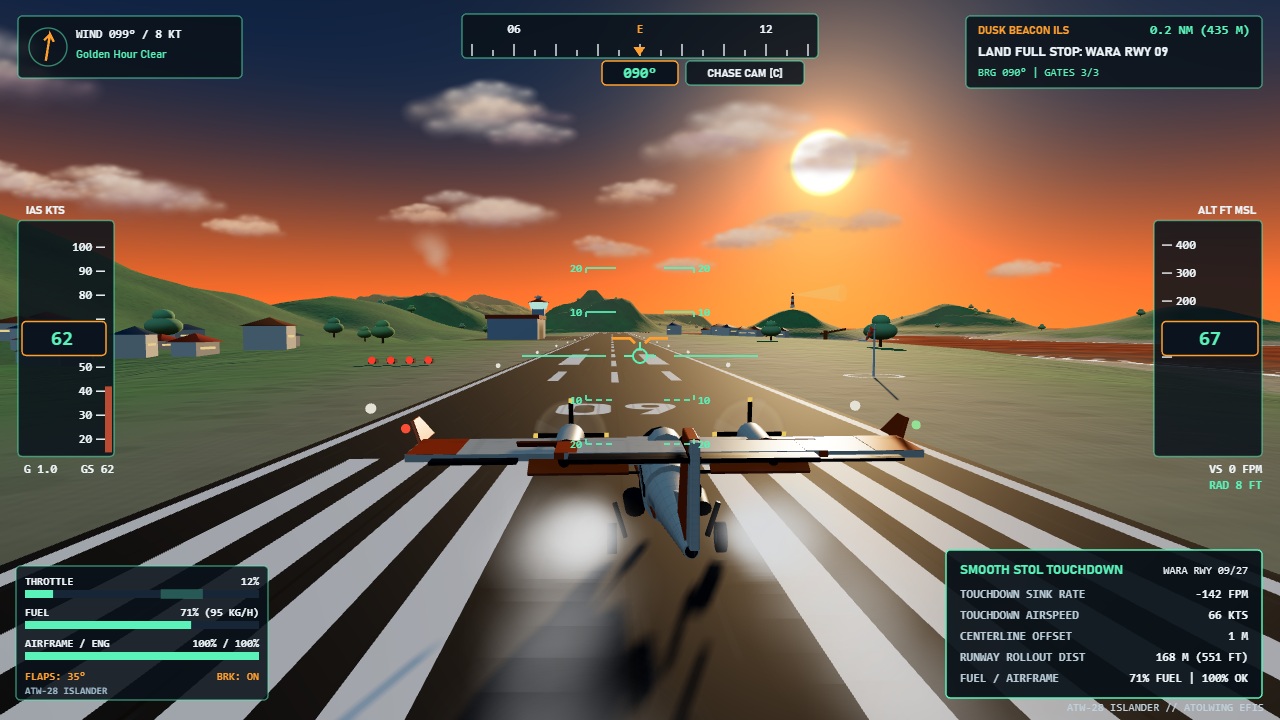 WIND 099° / 8 KT
Golden Hour Clear
06 E 12
090°
CHASE CAM [C]
DUSK BEACON ILS 0.2 NM (435 M)
LAND FULL STOP: WARA RWY 09
BRG 090° | GATES 3/3
IAS KTS
100
90
80
62
50
40
30
20
G 1.0 GS 62
20 20
10 10
10 10
20 20
09
ALT FT MSL
400
300
200
67
VS 0 FPM
RAD 8 FT
THROTTLE 12%
FUEL 71% (95 KG/H)
AIRFRAME / ENG 100% / 100%
FLAPS: 35° BRK: ON
ATW-28 ISLANDER
SMOOTH STOL TOUCHDOWN WARA RWY 09/27
TOUCHDOWN SINK RATE -142 FPM
TOUCHDOWN AIRSPEED 66 KTS
CENTERLINE OFFSET 1 M
RUNWAY ROLLOUT DIST 168 M (551 FT)
FUEL / AIRFRAME 71% FUEL | 100% OK
ATW-28 ISLANDER // ATOLWING EFIS